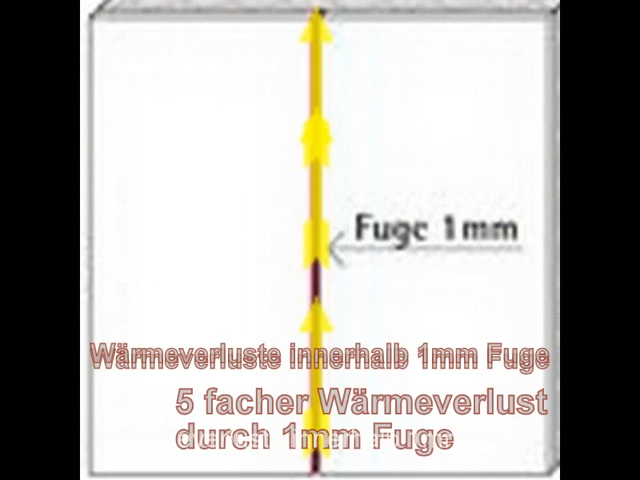 Fuge 1mm
Wärmeverluste innerhalb 1mm Fuge
5 facher Wärmeverlust
durch 1mm Fuge